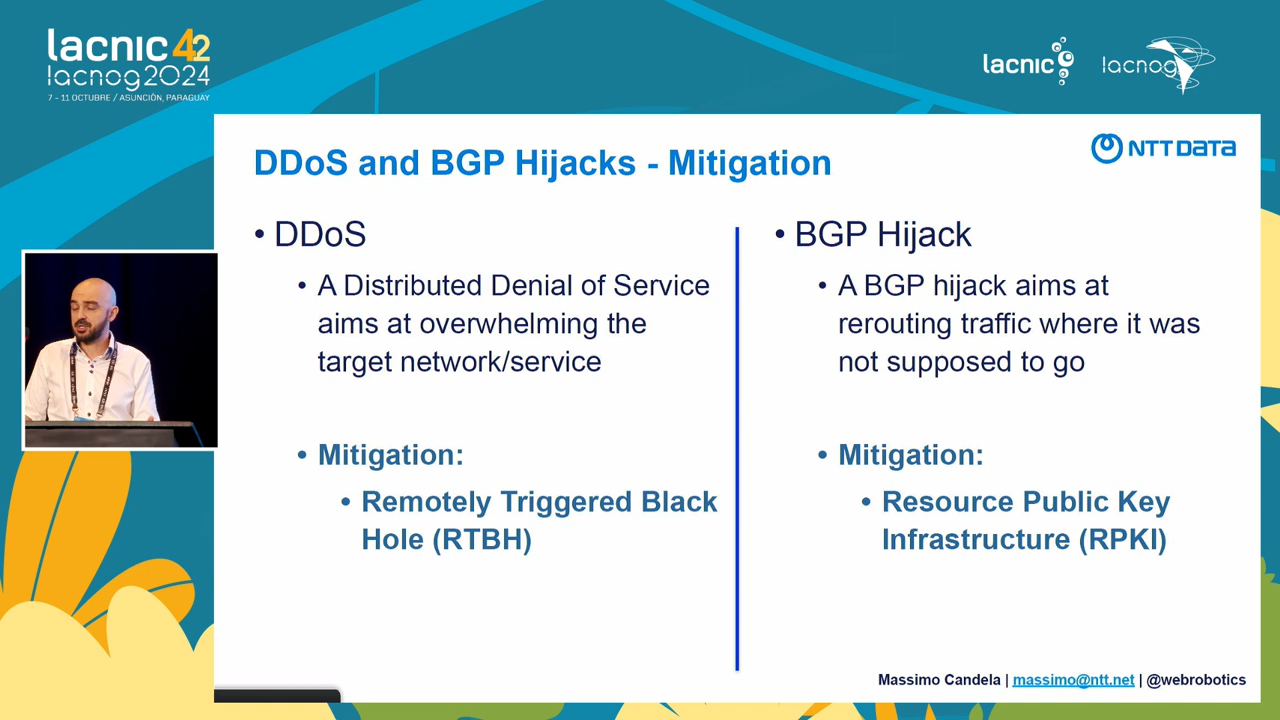 lacnic 42
lacnog2024
7 - 11 OCTUBRE / ASUNCIÓN, PARAGUAY
lacnic
lacnog
NTT DATA
DDoS and BGP Hijacks - Mitigation
• DDoS
• A Distributed Denial of Service
aims at overwhelming the
target network/service
• Mitigation:
• Remotely Triggered Black
Hole (RTBH)
• BGP Hijack
• A BGP hijack aims at
rerouting traffic where it was
not supposed to go
• Mitigation:
• Resource Public Key
Infrastructure (RPKI)
Massimo Candela | massimo@ntt.net | @webrobotics